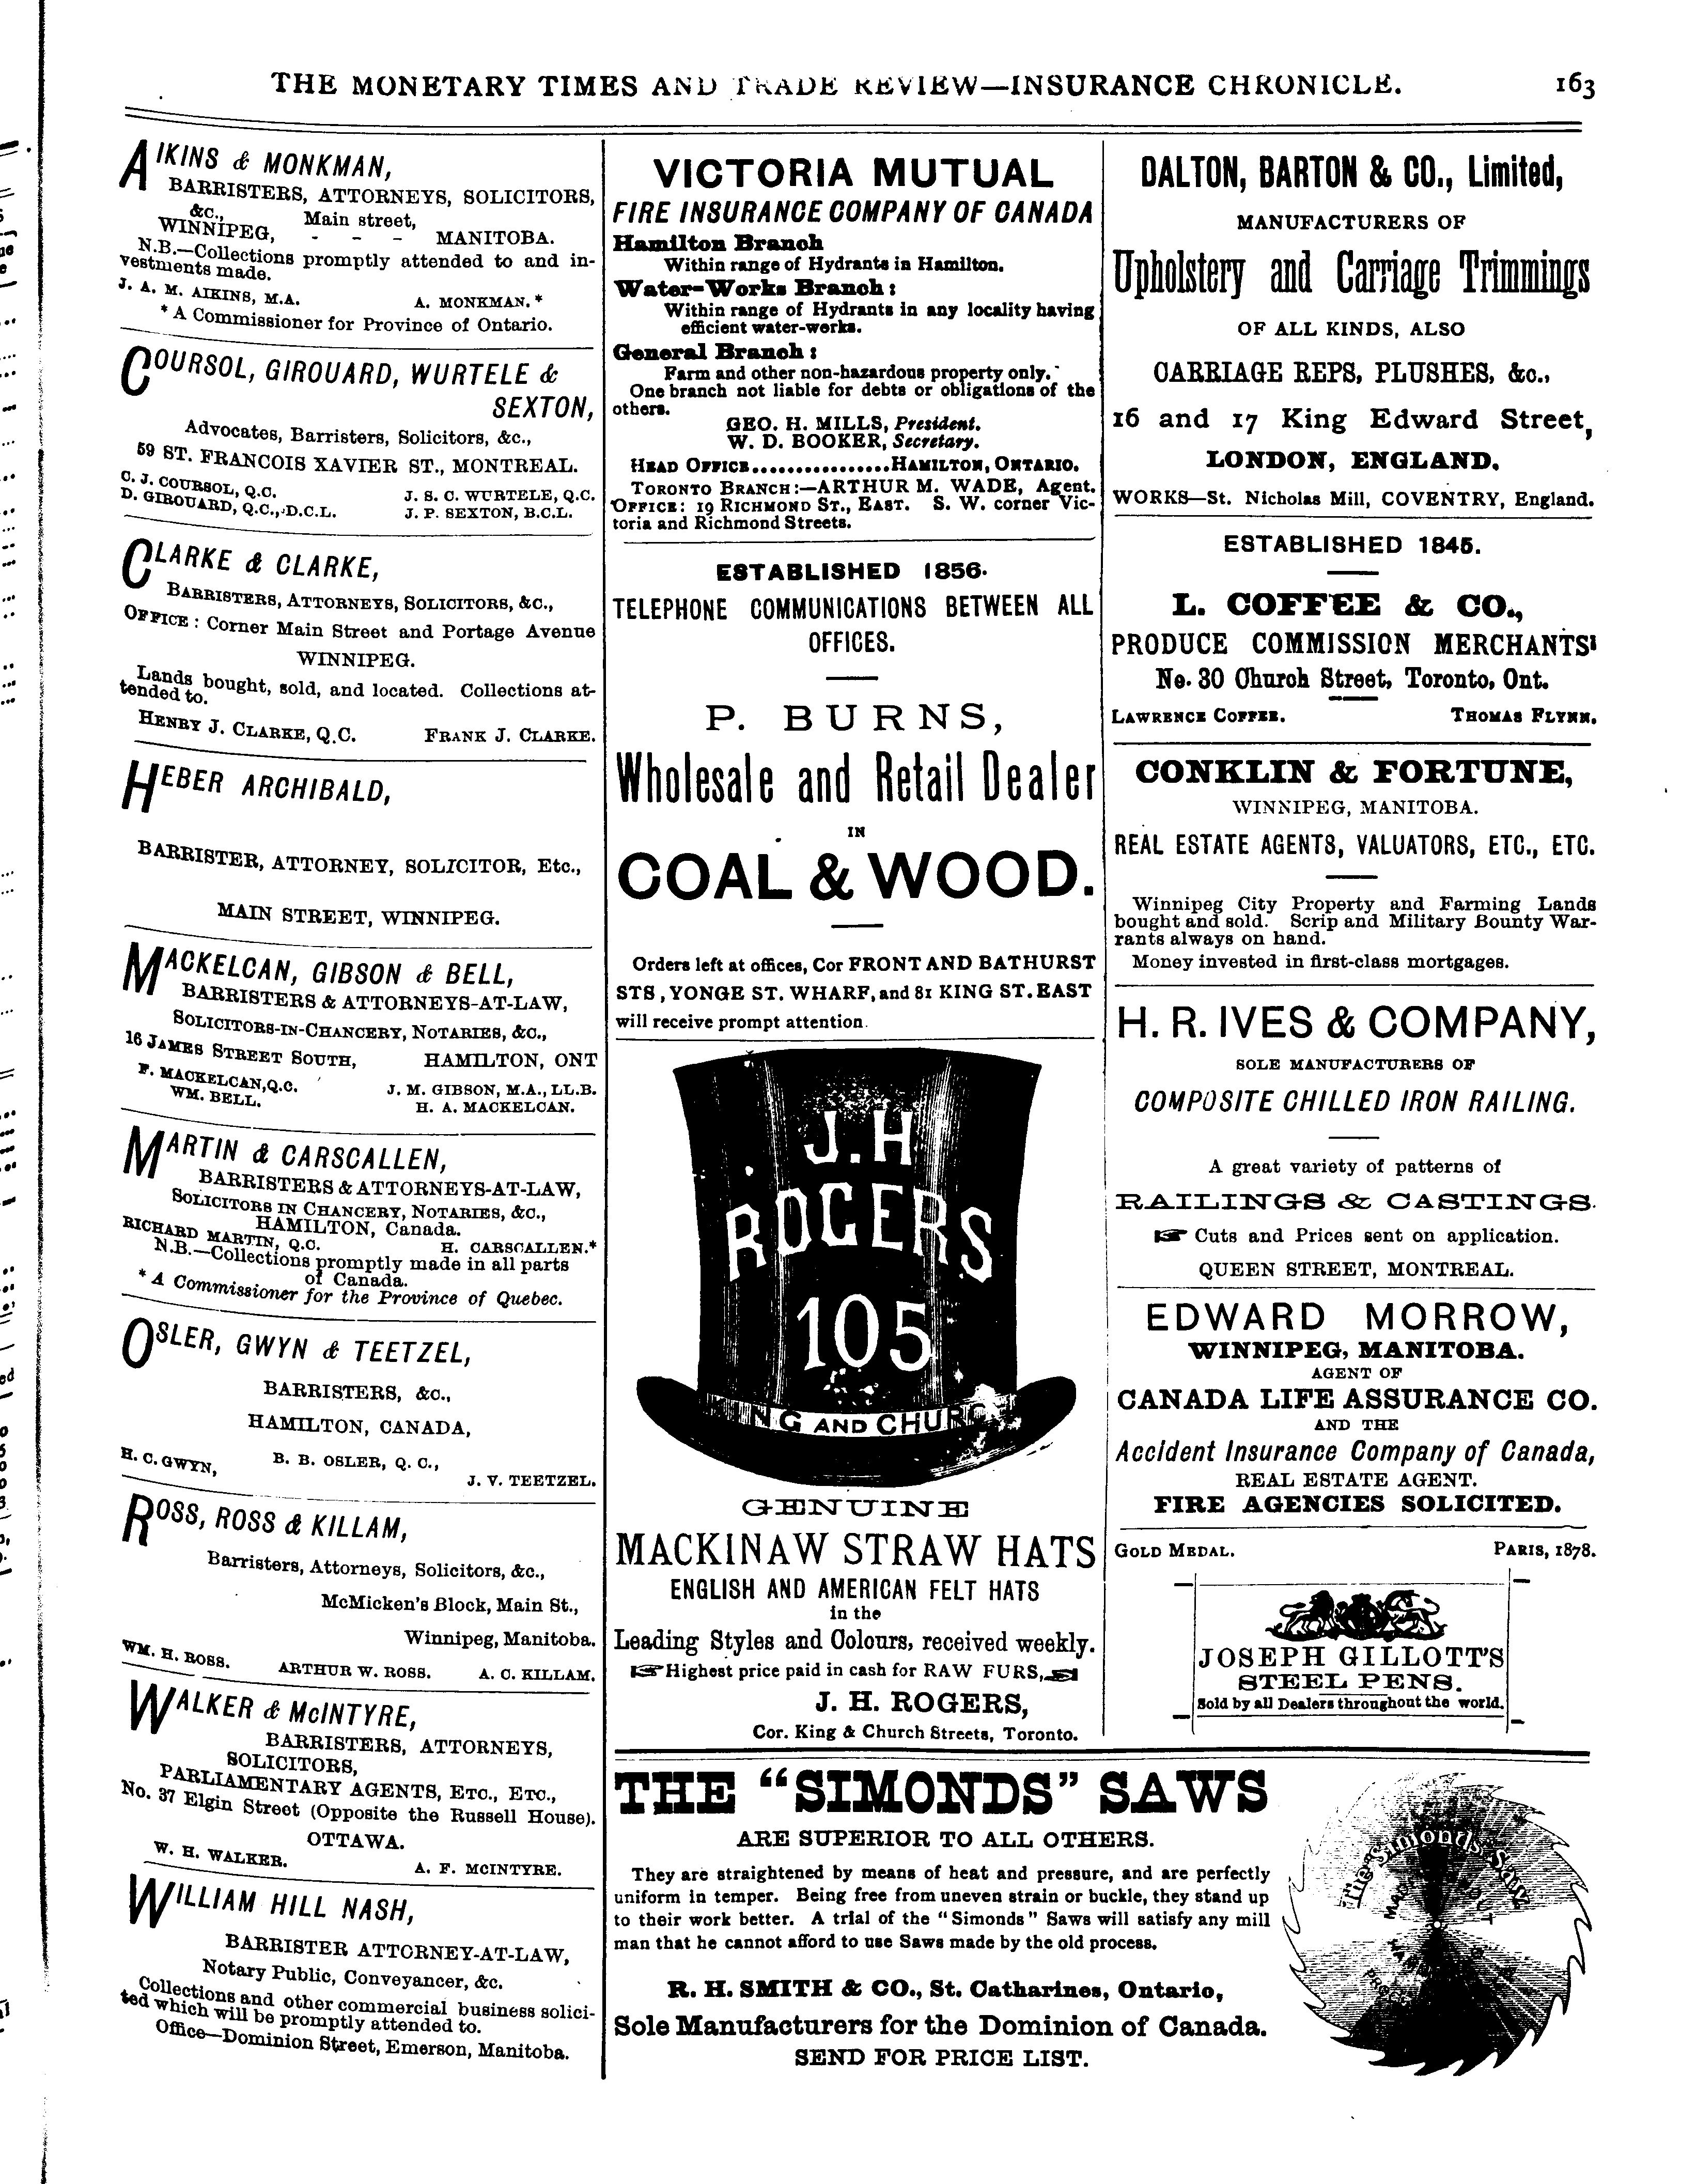 THE MONETARY TIMES AND TRADE REVIEW—INSURANCE CHRONICLE. 163
AIKINS & MONKMAN,
BARRISTERS, ATTORNEYS, SOLICITORS,
&c.,
Main street,
WINNIPEG, - - - MANITOBA.
N.B.—Collections promptly attended to and in-
vestments made.
J. A. M. AIKINS, M.A. A. MONKMAN.*
* A Commissioner for Province of Ontario.
COURSOL, GIROUARD, WURTELE &
SEXTON,
Advocates, Barristers, Solicitors, &c.,
59 ST. FRANCOIS XAVIER ST., MONTREAL.
C. J. COURSOL, Q.C. J. S. C. WURTELE, Q.C.
D. GIROUARD, Q.C., D.C.L. J. P. SEXTON, B.C.L.
CLARKE & CLARKE,
BARRISTERS, ATTORNEYS, SOLICITORS, &C.,
OFFICE : Corner Main Street and Portage Avenue
WINNIPEG.
Lands bought, sold, and located. Collections at-
tended to.
HENRY J. CLARKE, Q.C. FRANK J. CLARKE.
HEBER ARCHIBALD,
BARRISTER, ATTORNEY, SOLICITOR, Etc.,
MAIN STREET, WINNIPEG.
MACKELCAN, GIBSON & BELL,
BARRISTERS & ATTORNEYS-AT-LAW,
SOLICITORS-IN-CHANCERY, NOTARIES, &C.,
16 JAMES STREET SOUTH, HAMILTON, ONT
F. MACKELCAN, Q.C. J. M. GIBSON, M.A., LL.B.
WM. BELL. H. A. MACKELCAN.
MARTIN & CARSCALLEN,
BARRISTERS & ATTORNEYS-AT-LAW,
SOLICITORS IN CHANCERY, NOTARIES, &C.,
HAMILTON, Canada.
RICHARD MARTIN, Q.C. H. CARSCALLEN.*
N.B.—Collections promptly made in all parts
of Canada.
* A Commissioner for the Province of Quebec.
OSLER, GWYN & TEETZEL,
BARRISTERS, &C.,
HAMILTON, CANADA,
H. C. GWYN, B. B. OSLER, Q. C.,
J. V. TEETZEL.
ROSS, ROSS & KILLAM,
Barristers, Attorneys, Solicitors, &c.,
McMicken's Block, Main St.,
Winnipeg, Manitoba.
WM. H. ROSS. ARTHUR W. ROSS. A. C. KILLAM.
WALKER & McINTYRE,
BARRISTERS, ATTORNEYS,
SOLICITORS,
PARLIAMENTARY AGENTS, ETC., ETC.,
No. 37 Elgin Street (Opposite the Russell House).
OTTAWA.
W. H. WALKER. A. F. MCINTYRE.
WILLIAM HILL NASH,
BARRISTER ATTORNEY-AT-LAW,
Notary Public, Conveyancer, &c.
Collections and other commercial business solici-
ted which will be promptly attended to.
Office—Dominion Street, Emerson, Manitoba.
VICTORIA MUTUAL
FIRE INSURANCE COMPANY OF CANADA
Hamilton Branch
Within range of Hydrants in Hamilton.
Water-Works Branch :
Within range of Hydrants in any locality having
efficient water-works.
General Branch :
Farm and other non-hazardous property only.
One branch not liable for debts or obligations of the
others.
GEO. H. MILLS, President.
W. D. BOOKER, Secretary.
HEAD OFFICE................HAMILTON, ONTARIO.
TORONTO BRANCH:—ARTHUR M. WADE, Agent.
OFFICE: 19 RICHMOND ST., EAST. S. W. corner Vic-
toria and Richmond Streets.
ESTABLISHED 1856.
TELEPHONE COMMUNICATIONS BETWEEN ALL
OFFICES.
P. BURNS,
Wholesale and Retail Dealer
IN
COAL & WOOD.
Orders left at offices, Cor FRONT AND BATHURST
STS, YONGE ST. WHARF, and 81 KING ST. EAST
will receive prompt attention.
J.H
ROGERS
105
KING AND CHURCH
GENUINE
MACKINAW STRAW HATS
ENGLISH AND AMERICAN FELT HATS
in the
Leading Styles and Colours, received weekly.
☞ Highest price paid in cash for RAW FURS, ☜
J. H. ROGERS,
Cor. King & Church Streets, Toronto.
DALTON, BARTON & CO., Limited,
MANUFACTURERS OF
Upholstery and Carriage Trimmings
OF ALL KINDS, ALSO
CARRIAGE REPS, PLUSHES, &c.,
16 and 17 King Edward Street,
LONDON, ENGLAND.
WORKS—St. Nicholas Mill, COVENTRY, England.
ESTABLISHED 1845.
L. COFFEE & CO.,
PRODUCE COMMISSION MERCHANTS'
No. 30 Church Street, Toronto, Ont.
LAWRENCE COFFEE. THOMAS FLYNN.
CONKLIN & FORTUNE,
WINNIPEG, MANITOBA.
REAL ESTATE AGENTS, VALUATORS, ETC., ETC.
Winnipeg City Property and Farming Lands
bought and sold. Scrip and Military Bounty War-
rants always on hand.
Money invested in first-class mortgages.
H. R. IVES & COMPANY,
SOLE MANUFACTURERS OF
COMPOSITE CHILLED IRON RAILING.
A great variety of patterns of
RAILINGS & CASTINGS.
☞ Cuts and Prices sent on application.
QUEEN STREET, MONTREAL.
EDWARD MORROW,
WINNIPEG, MANITOBA.
AGENT OF
CANADA LIFE ASSURANCE CO.
AND THE
Accident Insurance Company of Canada,
REAL ESTATE AGENT.
FIRE AGENCIES SOLICITED.
GOLD MEDAL. PARIS, 1878.
JOSEPH GILLOTT'S
STEEL PENS.
Sold by all Dealers throughout the world.
THE "SIMONDS" SAWS
ARE SUPERIOR TO ALL OTHERS.
They are straightened by means of heat and pressure, and are perfectly
uniform in temper. Being free from uneven strain or buckle, they stand up
to their work better. A trial of the "Simonds" Saws will satisfy any mill
man that he cannot afford to use Saws made by the old process.
R. H. SMITH & CO., St. Catharines, Ontario,
Sole Manufacturers for the Dominion of Canada.
SEND FOR PRICE LIST.
The Simonds Saw